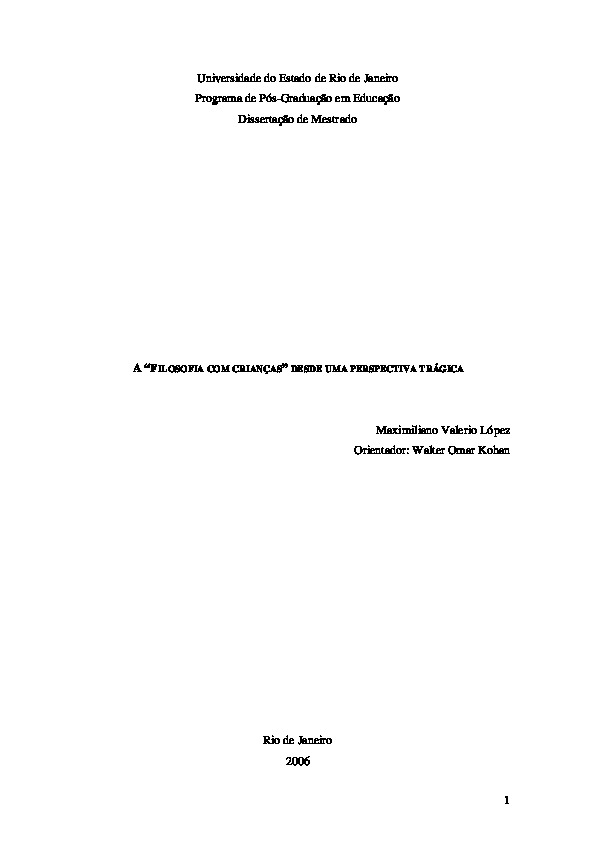 Universidade do Estado de Rio de Janeiro
Programa de Pós-Graduação em Educação
Dissertação de Mestrado
A “FILOSOFIA COM CRIANÇAS” DESDE UMA PERSPECTIVA TRÁGICA
Maximiliano Valerio López
Orientador: Walter Omar Kohan
Rio de Janeiro
2006
1